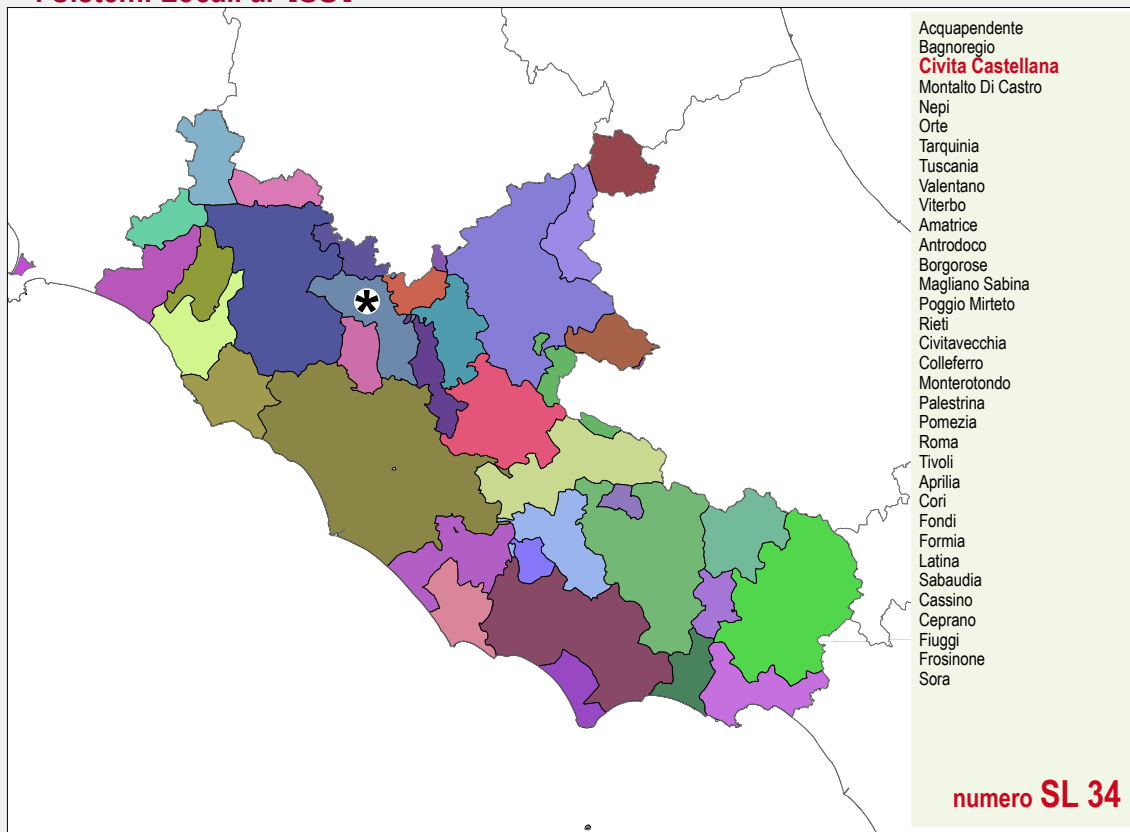 Acquapendente
Bagnoregio
Civita Castellana
Montalto Di Castro
Nepi
Orte
Tarquinia
Tuscania
Valentano
Viterbo
Amatrice
Antrodoco
Borgorose
Magliano Sabina
Poggio Mirteto
Rieti
Civitavecchia
Colleferro
Monterotondo
Palestrina
Pomezia
Roma
Tivoli
Aprilia
Cori
Fondi
Formia
Latina
Sabaudia
Cassino
Ceprano
Fiuggi
Frosinone
Sora
numero SL 34